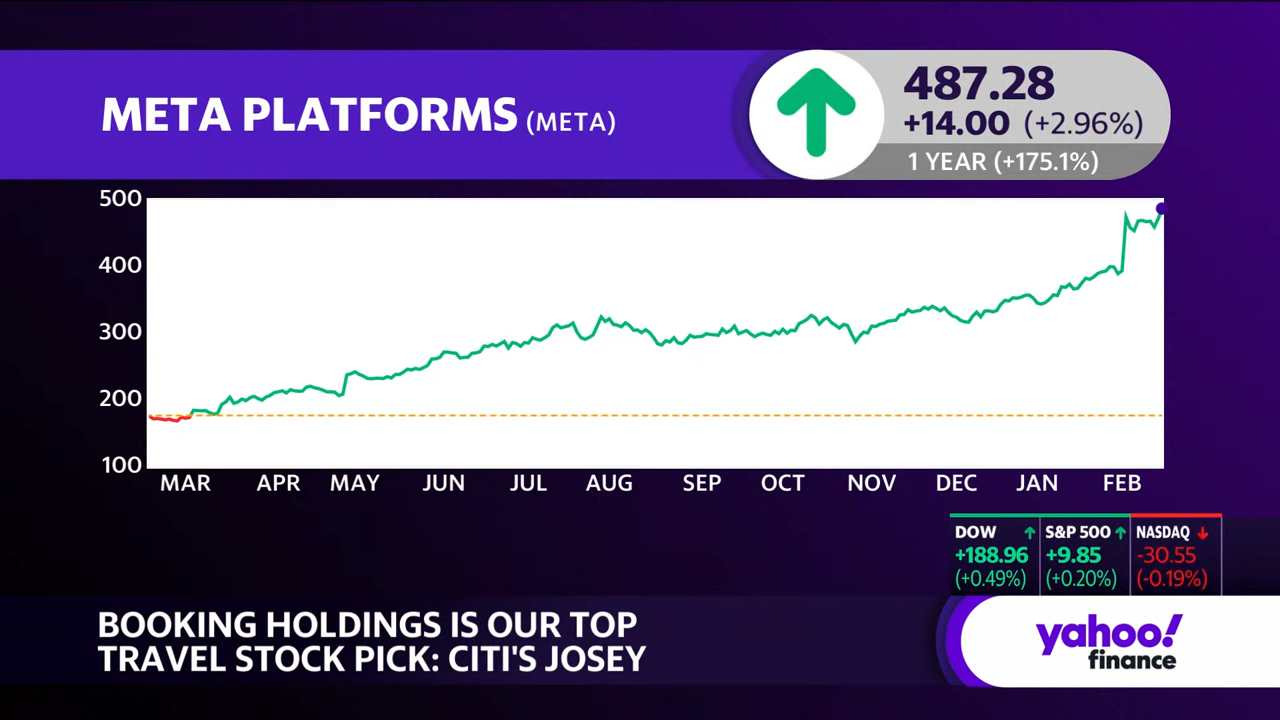 META PLATFORMS (META)
487.28
+14.00 (+2.96%)
1 YEAR (+175.1%)
500
400
300
200
100
MAR APR MAY JUN JUL AUG SEP OCT NOV DEC JAN FEB
DOW
+188.96
(+0.49%)
S&P 500
+9.85
(+0.20%)
NASDAQ
-30.55
(-0.19%)
BOOKING HOLDINGS IS OUR TOP
TRAVEL STOCK PICK: CITI'S JOSEY
yahoo!
finance